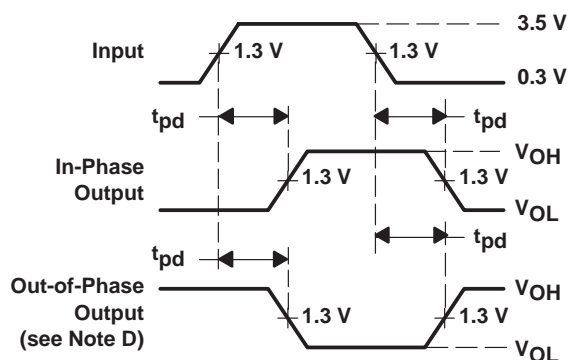 3.5 V
Input
1.3 V
1.3 V
0.3 V
tpd
tpd
VOH
In-Phase
Output
1.3 V
1.3 V
VOL
tpd
tpd
Out-of-Phase
Output
(see Note D)
VOH
1.3 V
1.3 V
VOL